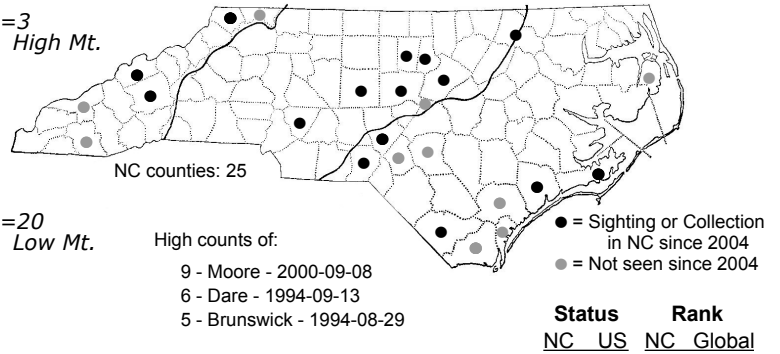 =3
High Mt.
NC counties: 25
=20
Low Mt.
High counts of:
9 - Moore - 2000-09-08
6 - Dare - 1994-09-13
5 - Brunswick - 1994-08-29
= Sighting or Collection
in NC since 2004
= Not seen since 2004
Status Rank
NC US NC Global